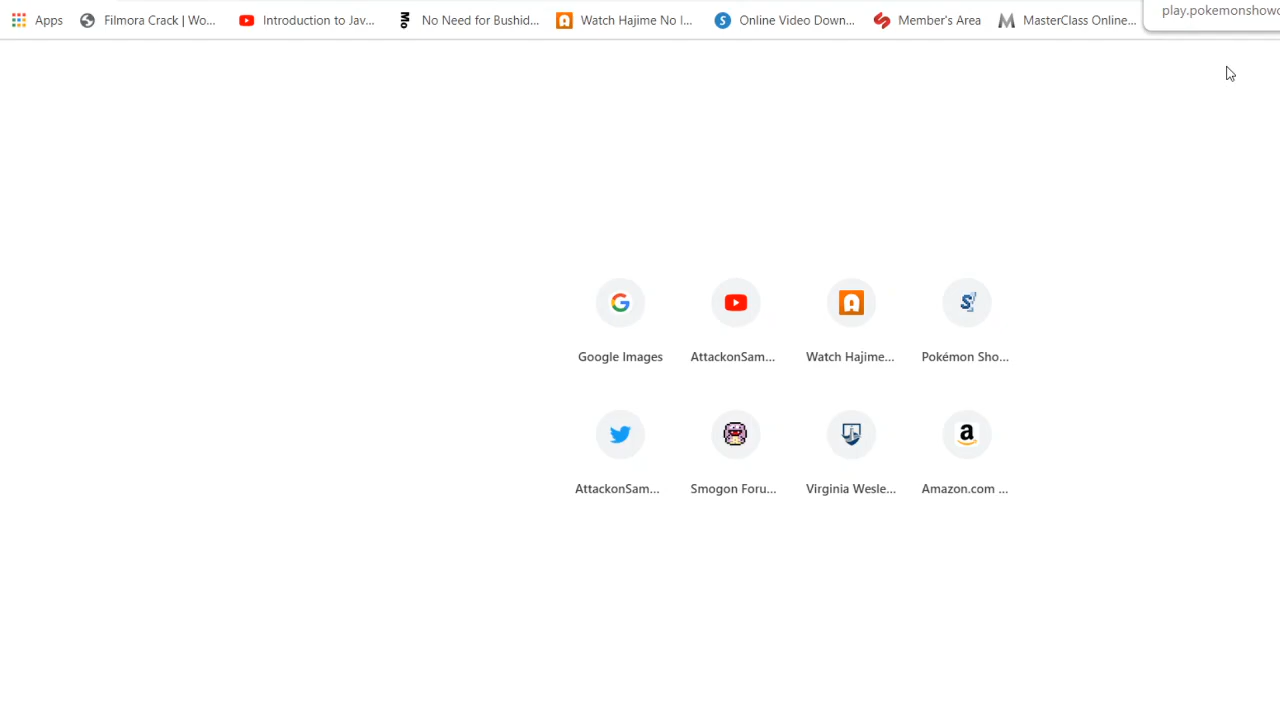 Apps Filmora Crack | Wo... Introduction to Jav... Mo No Need for Bushid... Watch Hajime No I... Online Video Down... Member's Area MasterClass Online... play.pokemonshow
Google Images AttackonSam... Watch Hajime... Pokémon Sho...
AttackonSam... Smogon Foru... Virginia Wesle... Amazon.com ...